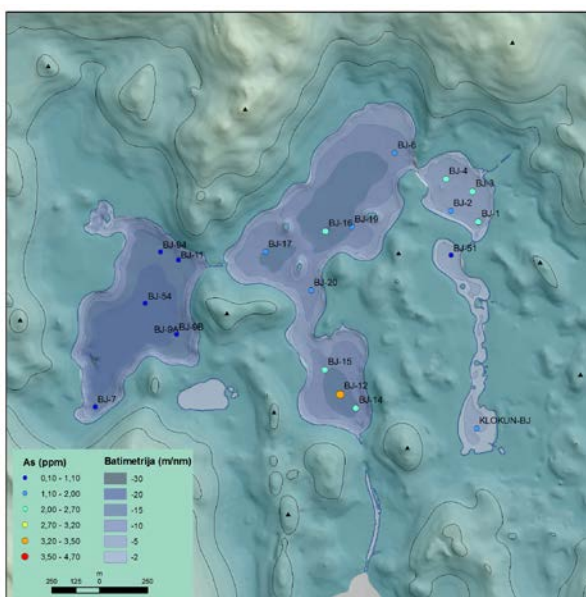 BJ-6
BJ-4
BJ-3
BJ-2
BJ-1
BJ-16
BJ-19
BJ-94
BJ-11
BJ-17
BJ-51
BJ-20
BJ-54
BJ-9A
BJ-9B
BJ-15
BJ-12
BJ-14
BJ-7
KLOKUN-BJ
As (ppm)
0,10 - 1,10
1,10 - 2,00
2,00 - 2,70
2,70 - 3,20
3,20 - 3,50
3,50 - 4,70
Batimetrija (m/nm)
-30
-20
-15
-10
-5
-2
m
250 125 0 250